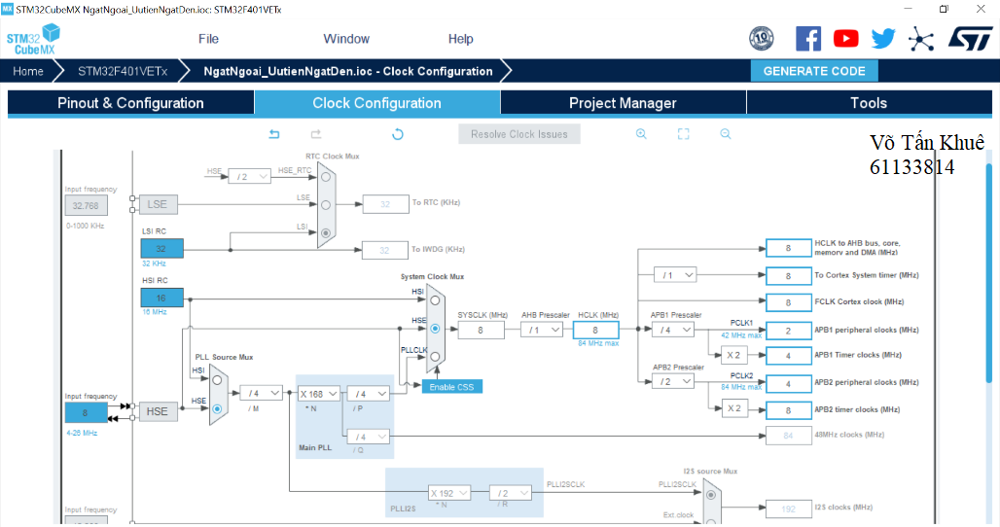 MX STM32CubeMX NgatNgoai_UutienNgatDen.ioc: STM32F401VETx
STM32
CubeMX
File
Window
Help
10
Home
STM32F401VETx
NgatNgoai_UutienNgatDen.ioc - Clock Configuration
GENERATE CODE
Pinout & Configuration
Clock Configuration
Project Manager
Tools
Resolve Clock Issues
Võ Tấn Khuê
61133814
RTC Clock Mux
HSE
/ 2
HSE_RTC
Input frequency
32.768
0-1000 KHz
LSE
LSE
32
To RTC (KHz)
LSI RC
32
32 KHz
LSI
32
To IWDG (KHz)
HSI RC
16
16 MHz
System Clock Mux
HSI
HSE
PLLCLK
SYSCLK (MHz)
8
AHB Prescaler
/ 1
HCLK (MHz)
8
84 MHz max
8
HCLK to AHB bus, core,
memory and DMA (MHz)
/ 1
8
To Cortex System timer (MHz)
8
FCLK Cortex clock (MHz)
APB1 Prescaler
/ 4
PCLK1
42 MHz max
2
APB1 peripheral clocks (MHz)
X 2
4
APB1 Timer clocks (MHz)
APB2 Prescaler
/ 2
PCLK2
84 MHz max
4
APB2 peripheral clocks (MHz)
X 2
8
APB2 timer clocks (MHz)
84
48MHz clocks (MHz)
Enable CSS
PLL Source Mux
HSI
HSE
Input frequency
8
4-26 MHz
HSE
/ 4
/ M
X 168
* N
/ 4
/ P
/ 4
/ Q
Main PLL
X 192
* N
/ 2
/ R
PLLI2S
PLLI2SCLK
I2S source Mux
PLLI2SCLK
Ext.clock
192
I2S clocks (MHz)
Input frequency